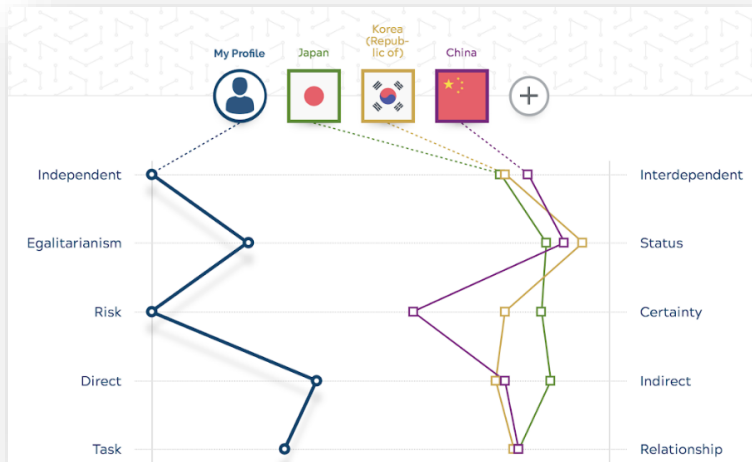 Korea
(Repub-
lic of)
My Profile
Japan
China
Independent
Interdependent
Egalitarianism
Status
Risk
Certainty
Direct
Indirect
Task
Relationship